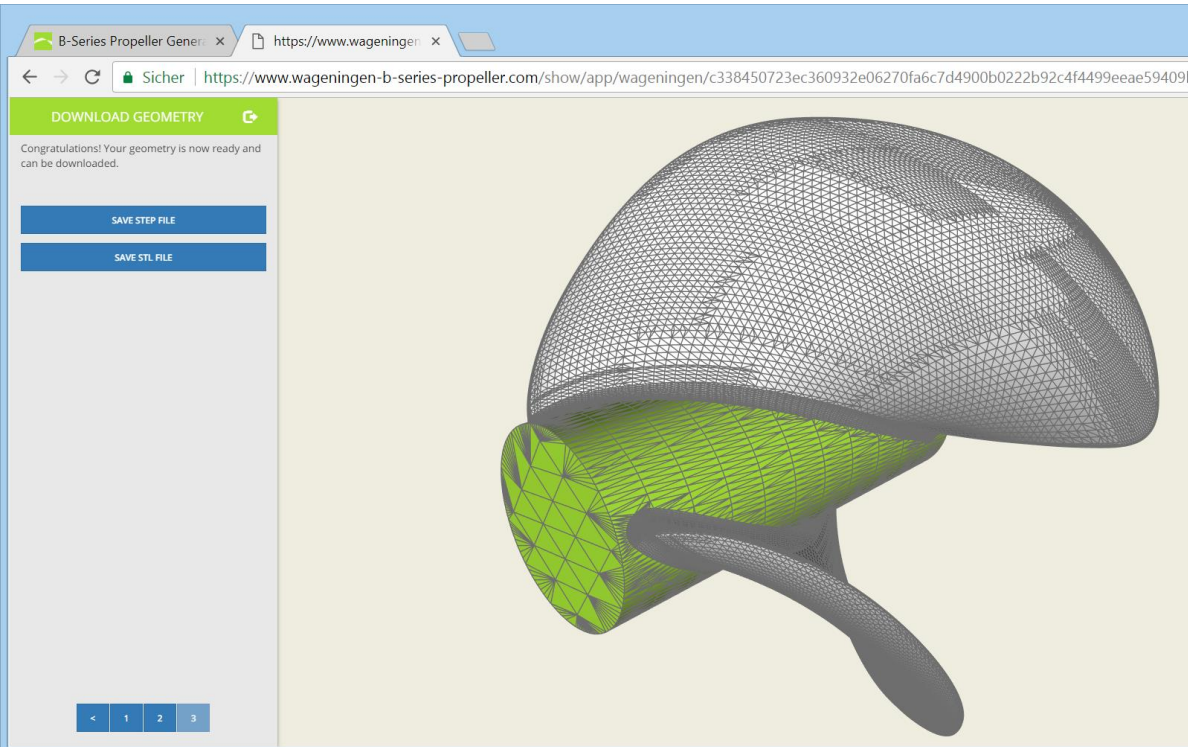 B-Series Propeller Genera
https://www.wageningen
Sicher
https://www.wageningen-b-series-propeller.com/show/app/wageningen/c338450723ec360932e06270fa6c7d4900b0222b92c4f4499eeae59409
DOWNLOAD GEOMETRY
Congratulations! Your geometry is now ready and
can be downloaded.
SAVE STEP FILE
SAVE STL FILE
< 1 2 3